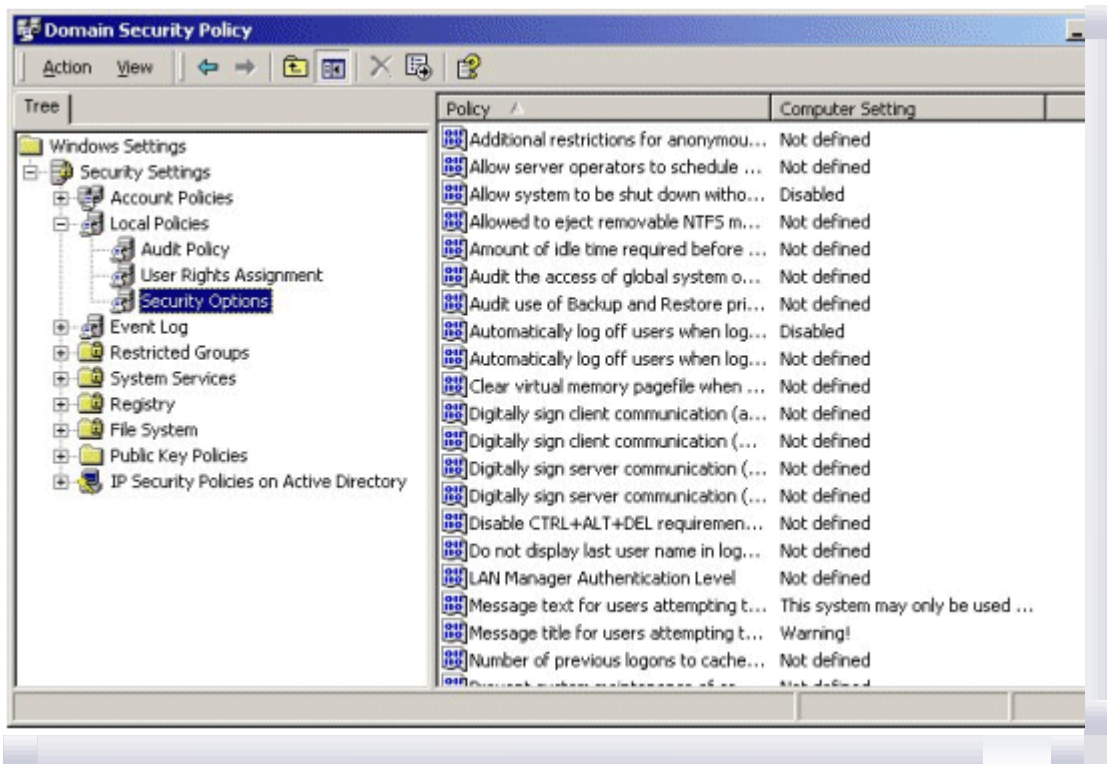 Domain Security Policy
Action View
Tree
Windows Settings
Security Settings
Account Policies
Local Policies
Audit Policy
User Rights Assignment
Security Options
Event Log
Restricted Groups
System Services
Registry
File System
Public Key Policies
IP Security Policies on Active Directory
Policy Computer Setting
Additional restrictions for anonymou... Not defined
Allow server operators to schedule ... Not defined
Allow system to be shut down witho... Disabled
Allowed to eject removable NTFS m... Not defined
Amount of idle time required before ... Not defined
Audit the access of global system o... Not defined
Audit use of Backup and Restore pri... Not defined
Automatically log off users when log... Disabled
Automatically log off users when log... Not defined
Clear virtual memory pagefile when ... Not defined
Digitally sign client communication (a... Not defined
Digitally sign client communication (... Not defined
Digitally sign server communication (... Not defined
Digitally sign server communication (... Not defined
Disable CTRL+ALT+DEL requiremen... Not defined
Do not display last user name in log... Not defined
LAN Manager Authentication Level Not defined
Message text for users attempting t... This system may only be used ...
Message title for users attempting t... Warning!
Number of previous logons to cache... Not defined
Prevent system maintenance of co... Not defined